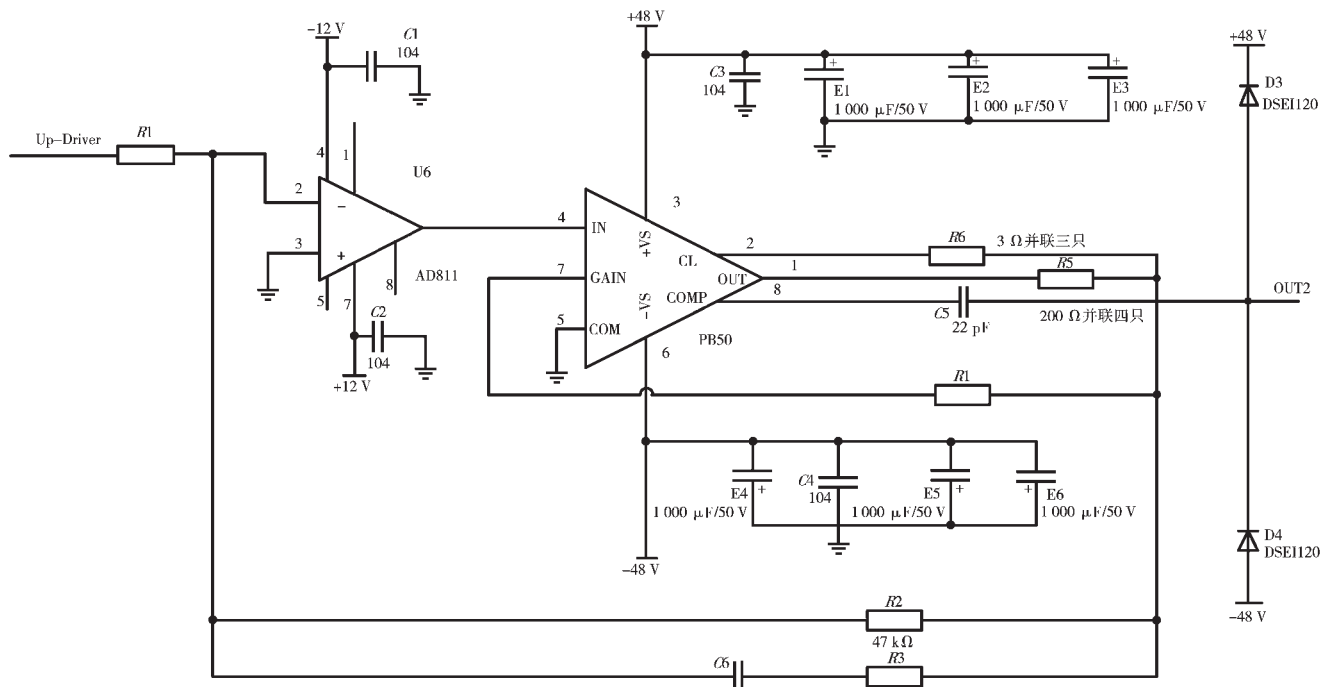 -12 V
C1
104
+48 V
C3
104
E1
1 000 μF/50 V
E2
1 000 μF/50 V
E3
1 000 μF/50 V
+48 V
D3
DSEI120
Up-Driver
R1
4
1
U6
2
-
3
+
5
7
8
AD811
C2
104
+12 V
3
4
IN
+VS
CL
2
R6
3 Ω并联三只
7
GAIN
OUT
1
R5
COMP
8
OUT2
-VS
C5
22 pF
200 Ω并联四只
5
COM
PB50
6
R1
E4
1 000 μF/50 V
C4
104
E5
1 000 μF/50 V
E6
1 000 μF/50 V
-48 V
D4
DSEI120
-48 V
R2
47 kΩ
C6
R3